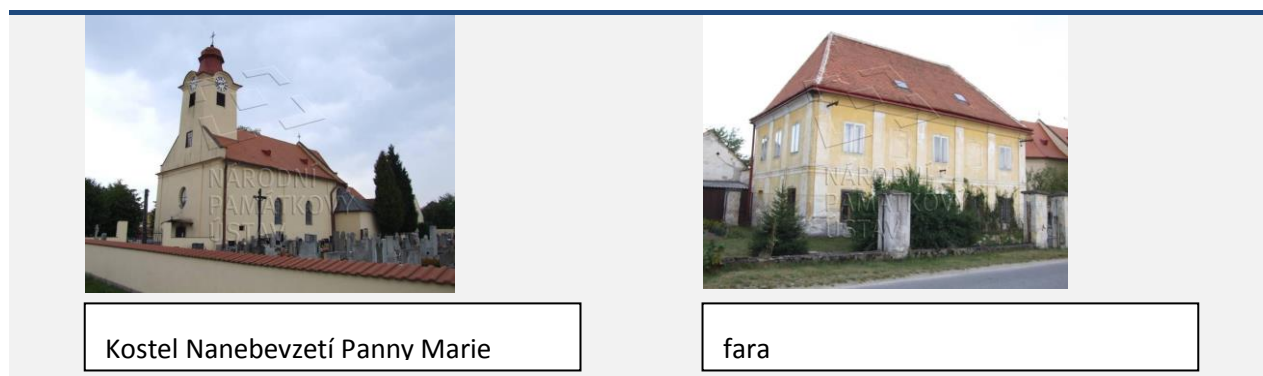 NÁRODNÍ
PAMÁTKOVÝ
ÚSTAV
NÁRODNÍ
PAMÁTKOVÝ
ÚSTAV
Kostel Nanebevzetí Panny Marie
fara